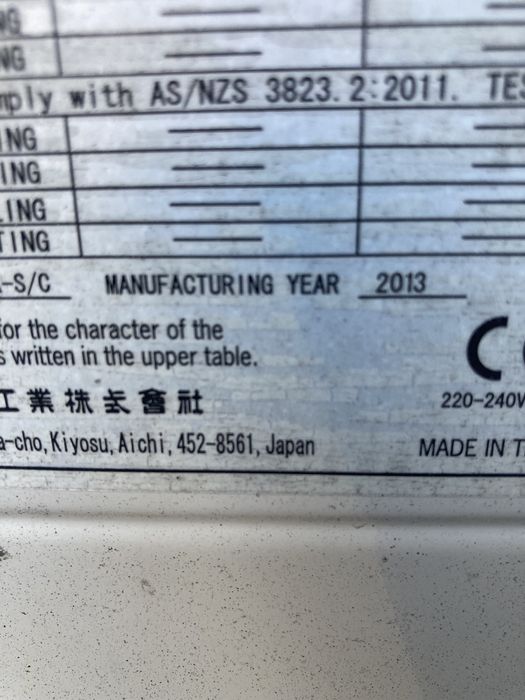 NG
NG
mply with AS/NZS 3823.2:2011. TES
ING
ING
LING
TING
-S/C MANUFACTURING YEAR 2013
for the character of the
s written in the upper table.
工業株式會社
220-240V
a-cho, Kiyosu, Aichi, 452-8561, Japan
MADE IN T